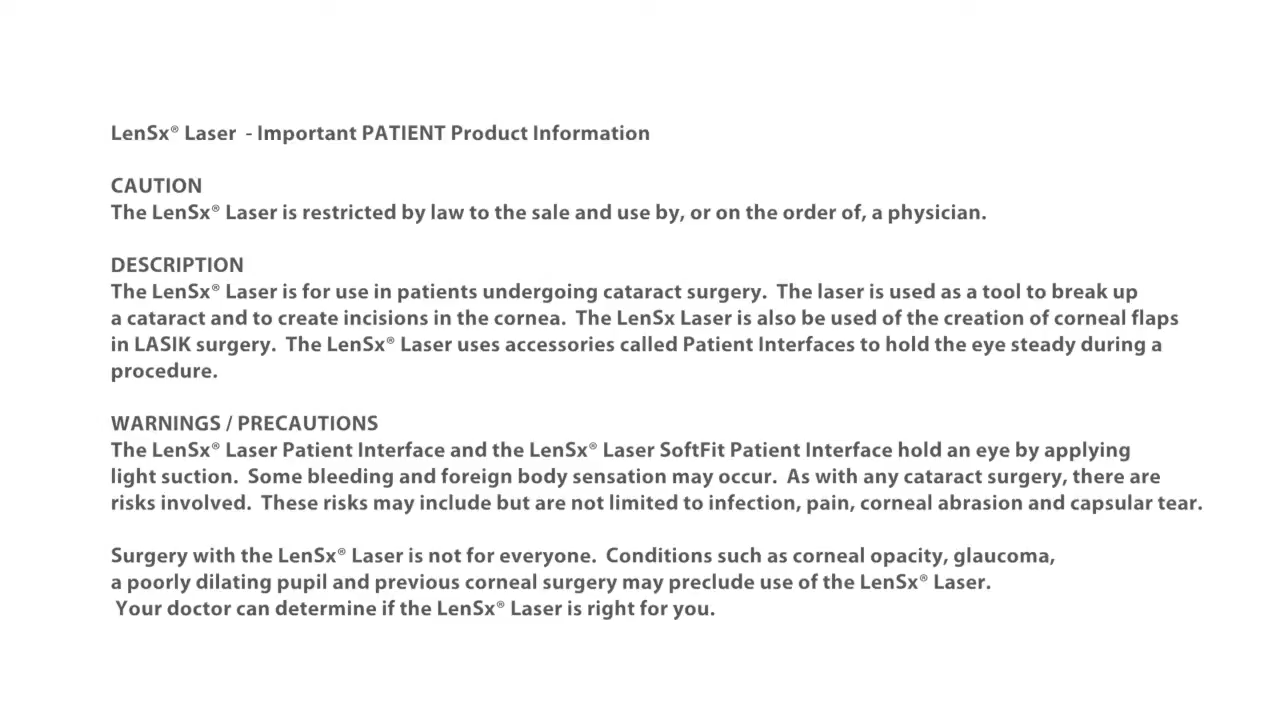 LenSx® Laser - Important PATIENT Product Information
CAUTION
The LenSx® Laser is restricted by law to the sale and use by, or on the order of, a physician.
DESCRIPTION
The LenSx® Laser is for use in patients undergoing cataract surgery. The laser is used as a tool to break up
a cataract and to create incisions in the cornea. The LenSx Laser is also be used of the creation of corneal flaps
in LASIK surgery. The LenSx® Laser uses accessories called Patient Interfaces to hold the eye steady during a
procedure.
WARNINGS / PRECAUTIONS
The LenSx® Laser Patient Interface and the LenSx® Laser SoftFit Patient Interface hold an eye by applying
light suction. Some bleeding and foreign body sensation may occur. As with any cataract surgery, there are
risks involved. These risks may include but are not limited to infection, pain, corneal abrasion and capsular tear.
Surgery with the LenSx® Laser is not for everyone. Conditions such as corneal opacity, glaucoma,
a poorly dilating pupil and previous corneal surgery may preclude use of the LenSx® Laser.
Your doctor can determine if the LenSx® Laser is right for you.